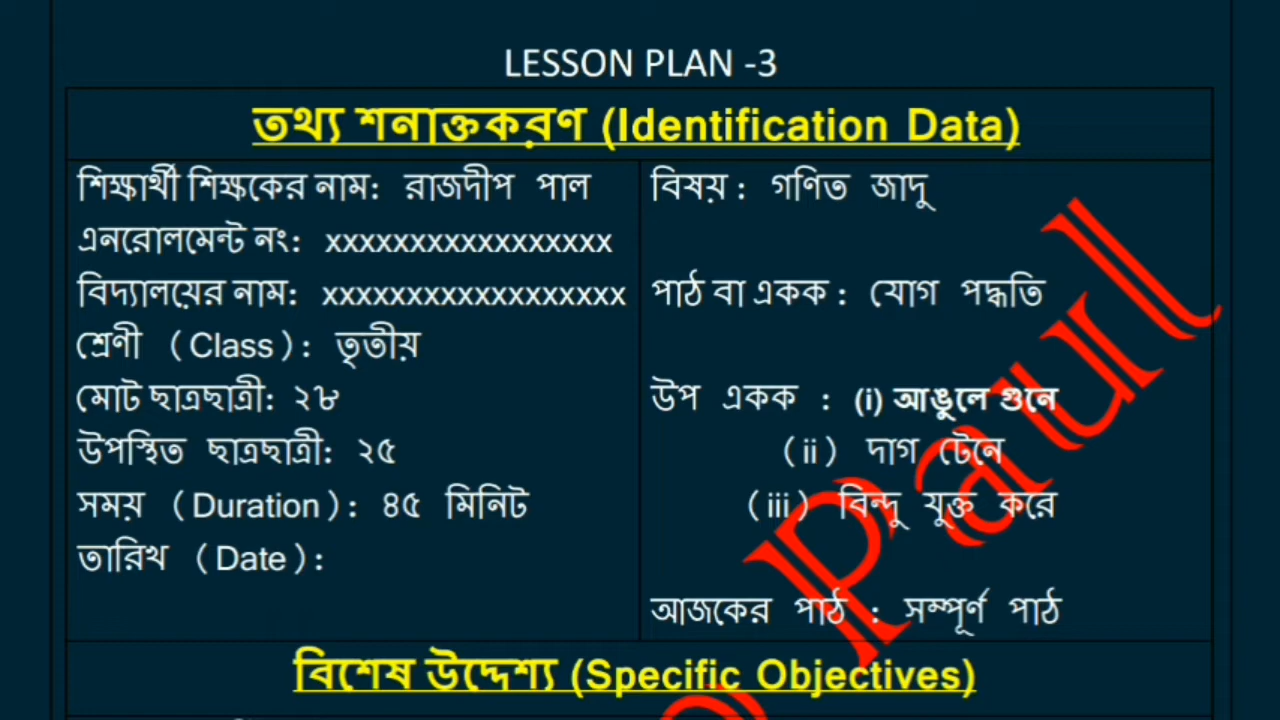 LESSON PLAN -3
তথ্য শনাক্তকরণ (Identification Data)
শিক্ষার্থী শিক্ষকের নাম: রাজদীপ পাল
এনরোলমেন্ট নং: xxxxxxxxxxxxxxxxx
বিদ্যালয়ের নাম: xxxxxxxxxxxxxxxxxx
শ্রেণী (Class): তৃতীয়
মোট ছাত্রছাত্রী: ২৮
উপস্থিত ছাত্রছাত্রী: ২৫
সময় (Duration): ৪৫ মিনিট
তারিখ (Date):
বিষয় : গণিত জাদু
পাঠ বা একক : যোগ পদ্ধতি
উপ একক : (i) আঙুলে গুনে
(ii) দাগ টেনে
(iii) বিন্দু যুক্ত করে
আজকের পাঠ : সম্পূর্ণ পাঠ
Paul
বিশেষ উদ্দেশ্য (Specific Objectives)